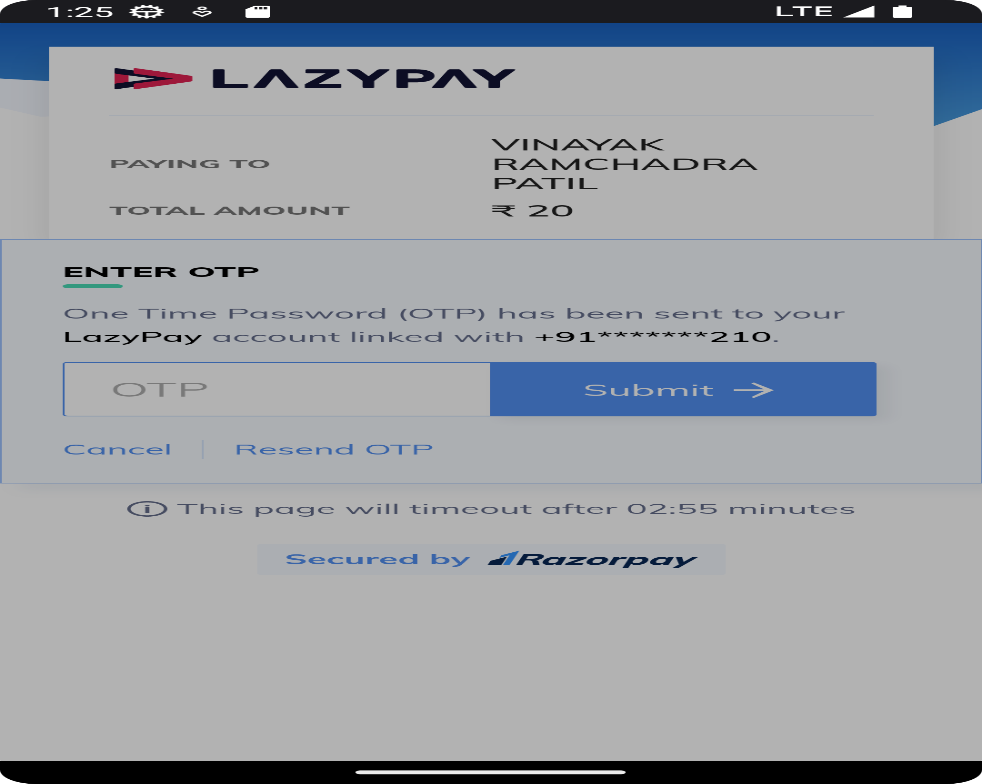 1:25 LTE
LAZYPAY
PAYING TO VINAYAK
RAMCHADRA
PATIL
TOTAL AMOUNT ₹ 20
ENTER OTP
One Time Password (OTP) has been sent to your
LazyPay account linked with +91*******210.
OTP Submit →
Cancel Resend OTP
This page will timeout after 02:55 minutes
Secured by Razorpay